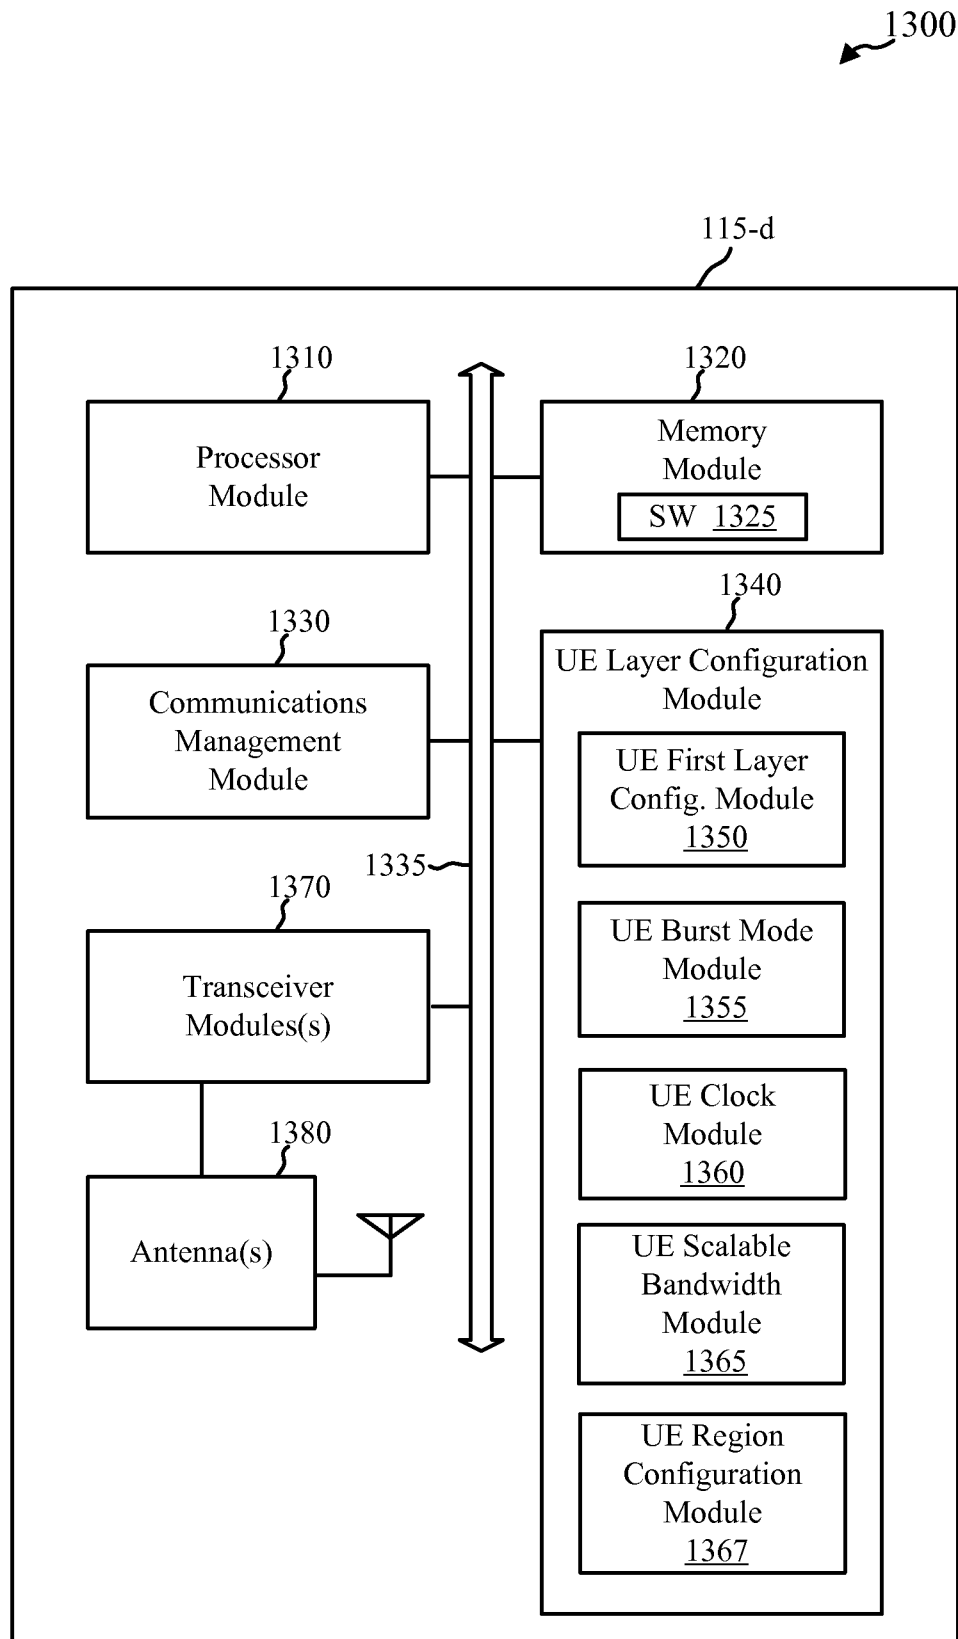 1300
115-d
1310
Processor
Module
1320
Memory
Module
SW 1325
1330
Communications
Management
Module
1335
1340
UE Layer Configuration
Module
UE First Layer
Config. Module
1350
UE Burst Mode
Module
1355
UE Clock
Module
1360
UE Scalable
Bandwidth
Module
1365
UE Region
Configuration
Module
1367
1370
Transceiver
Modules(s)
1380
Antenna(s)